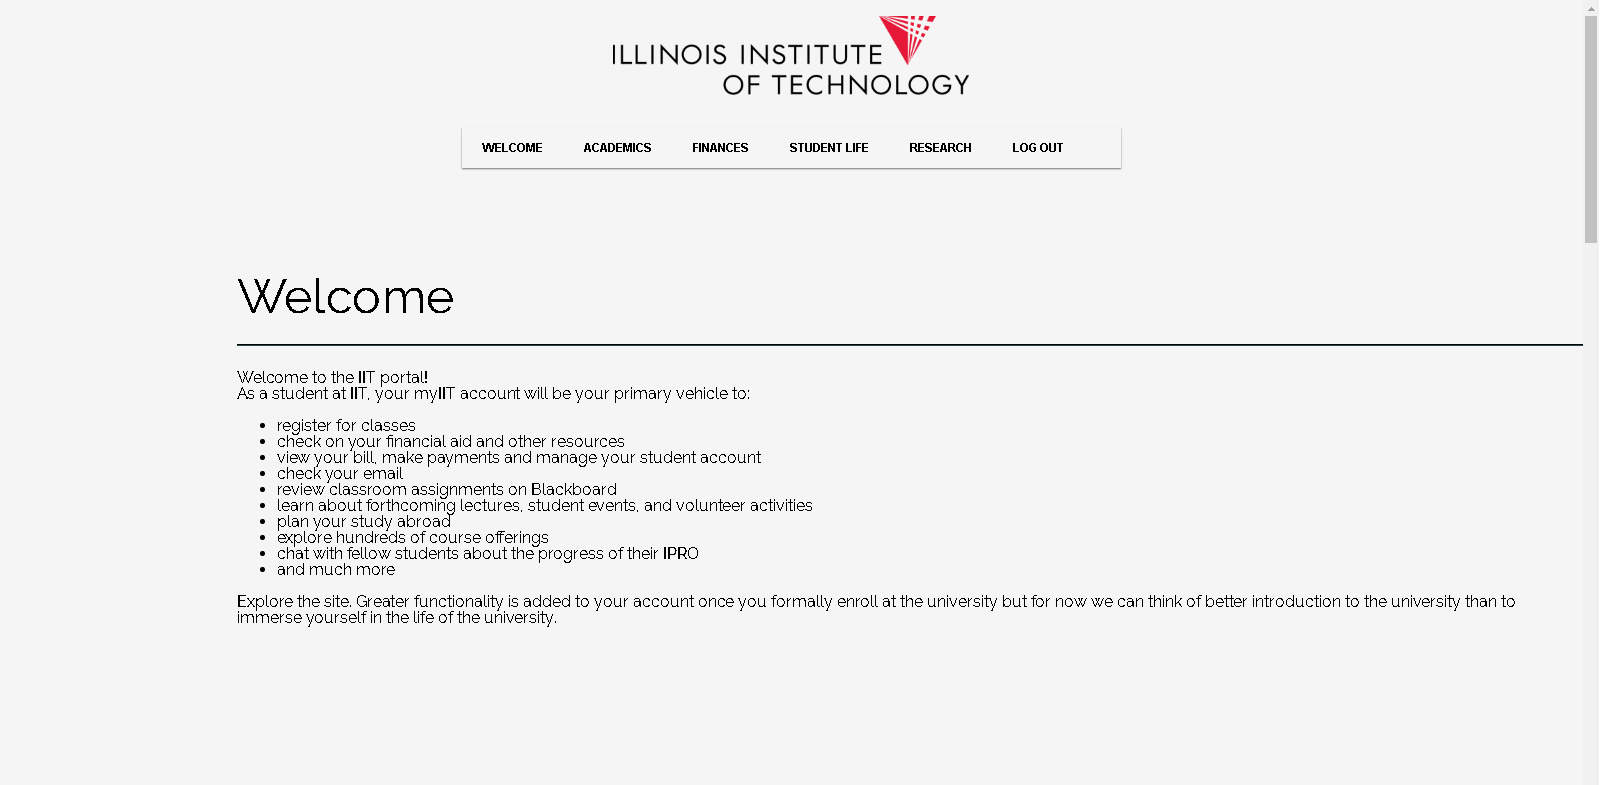 ILLINOIS INSTITUTE
OF TECHNOLOGY
WELCOME ACADEMICS FINANCES STUDENT LIFE RESEARCH LOG OUT
Welcome
Welcome to the IIT portal!
As a student at IIT, your myIIT account will be your primary vehicle to:
• register for classes
• check on your financial aid and other resources
• view your bill, make payments and manage your student account
• check your email
• review classroom assignments on Blackboard
• learn about forthcoming lectures, student events, and volunteer activities
• plan your study abroad
• explore hundreds of course offerings
• chat with fellow students about the progress of their IPRO
• and much more
Explore the site. Greater functionality is added to your account once you formally enroll at the university but for now we can think of better introduction to the university than to
immerse yourself in the life of the university.